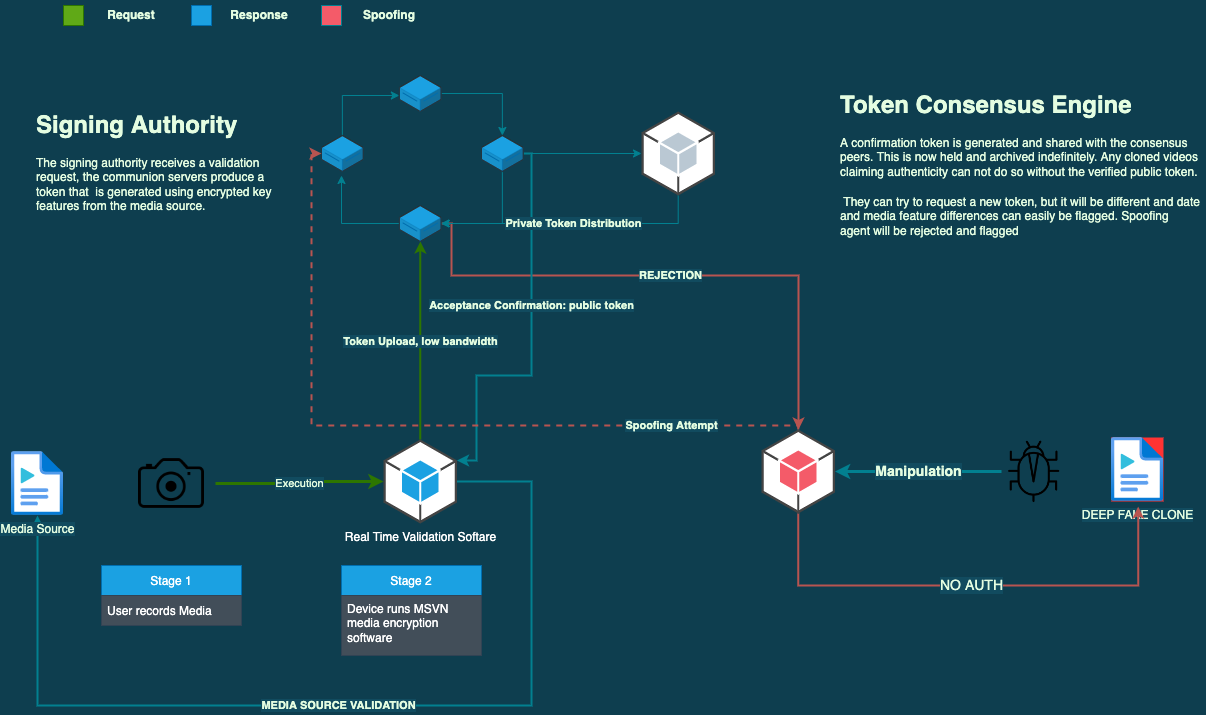 Request
Response
Spoofing
Signing Authority
The signing authority receives a validation
request, the communion servers produce a
token that is generated using encrypted key
features from the media source.
Token Consensus Engine
A confirmation token is generated and shared with the consensus
peers. This is now held and archived indefinitely. Any cloned videos
claiming authenticity can not do so without the verified public token.
They can try to request a new token, but it will be different and date
and media feature differences can easily be flagged. Spoofing
agent will be rejected and flagged
Private Token Distribution
REJECTION
Acceptance Confirmation: public token
Token Upload, low bandwidth
Spoofing Attempt
Manipulation
Execution
Media Source
DEEP FAKE CLONE
Real Time Validation Softare
Stage 1
User records Media
Stage 2
Device runs MSVN
media encryption
software
NO AUTH
MEDIA SOURCE VALIDATION